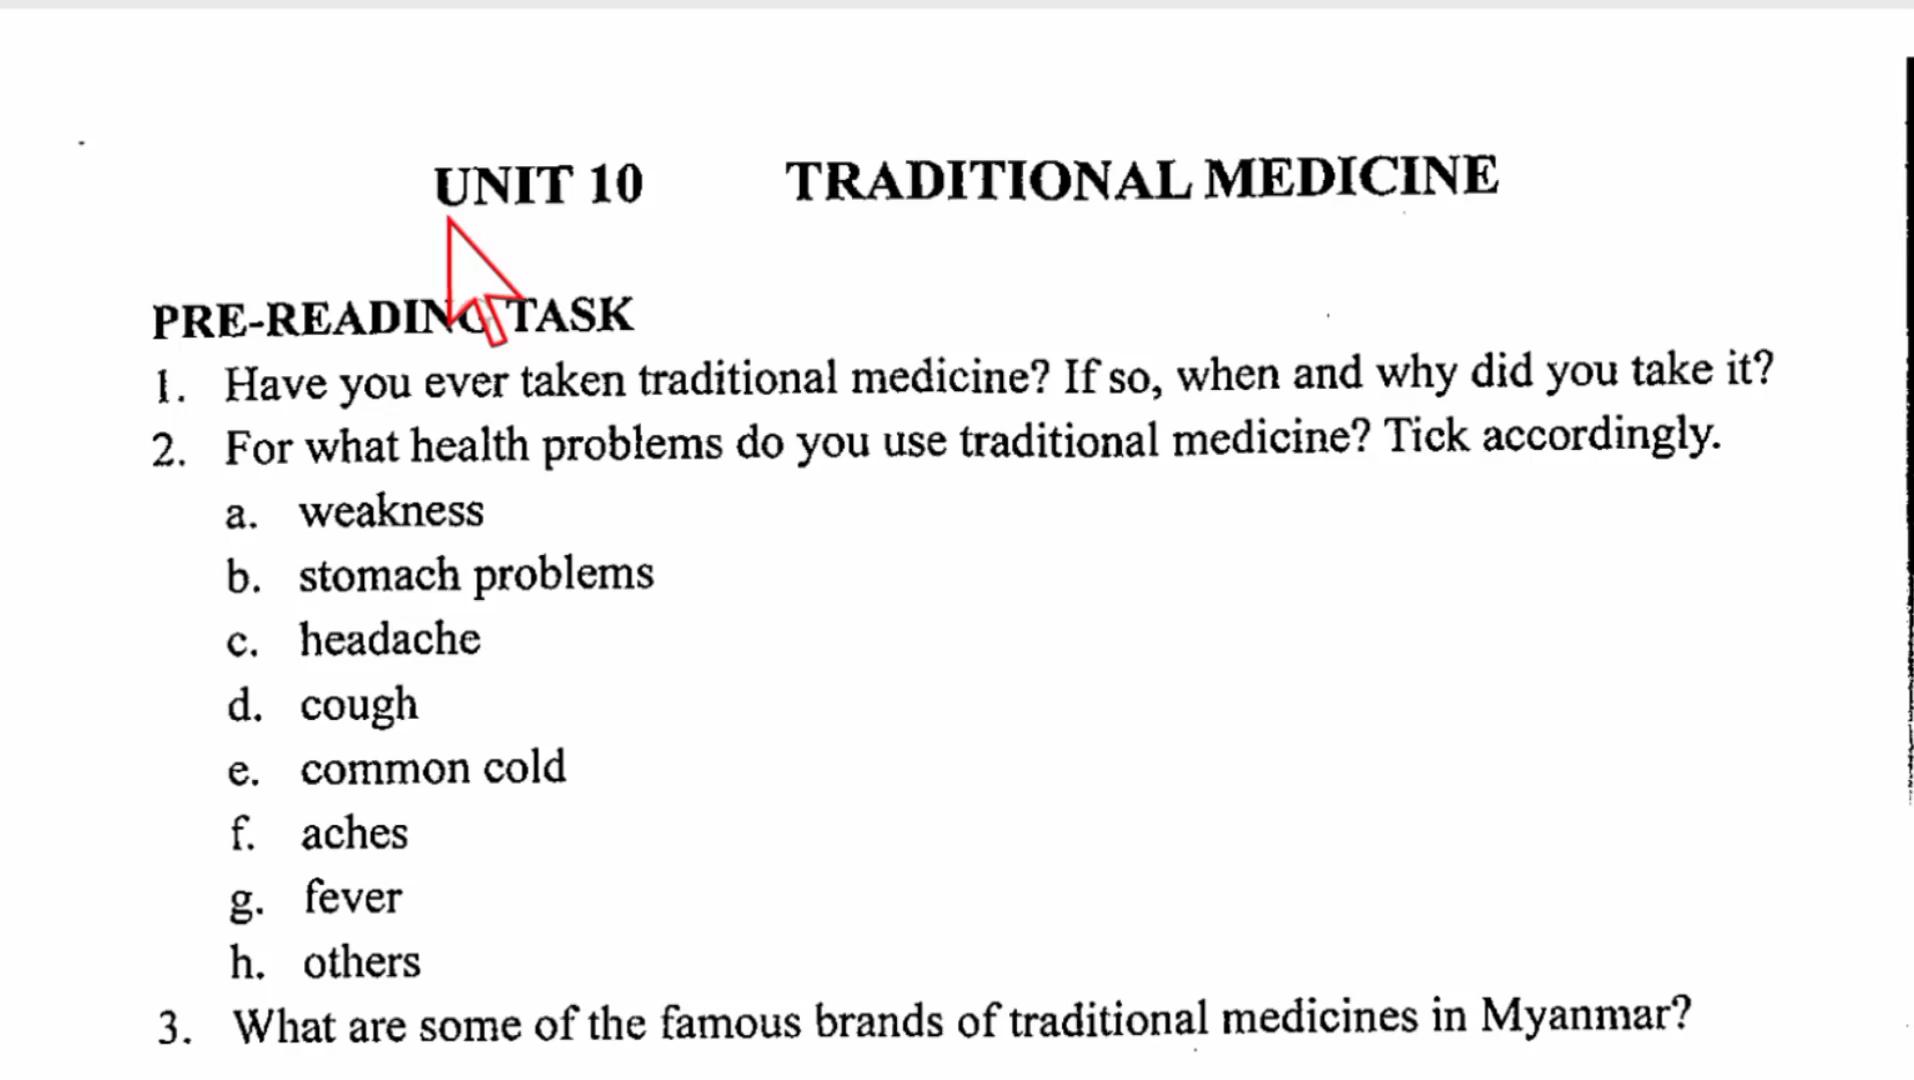 UNIT 10 TRADITIONAL MEDICINE
PRE-READING TASK
1. Have you ever taken traditional medicine? If so, when and why did you take it?
2. For what health problems do you use traditional medicine? Tick accordingly.
a. weakness
b. stomach problems
c. headache
d. cough
e. common cold
f. aches
g. fever
h. others
3. What are some of the famous brands of traditional medicines in Myanmar?